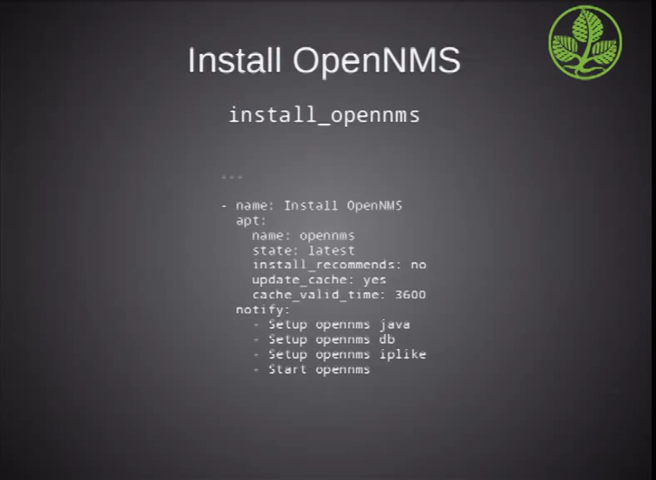 Install OpenNMS
install_opennms
---
- name: Install OpenNMS
apt:
name: opennms
state: latest
install_recommends: no
update_cache: yes
cache_valid_time: 3600
notify:
- Setup opennms java
- Setup opennms db
- Setup opennms iplike
- Start opennms